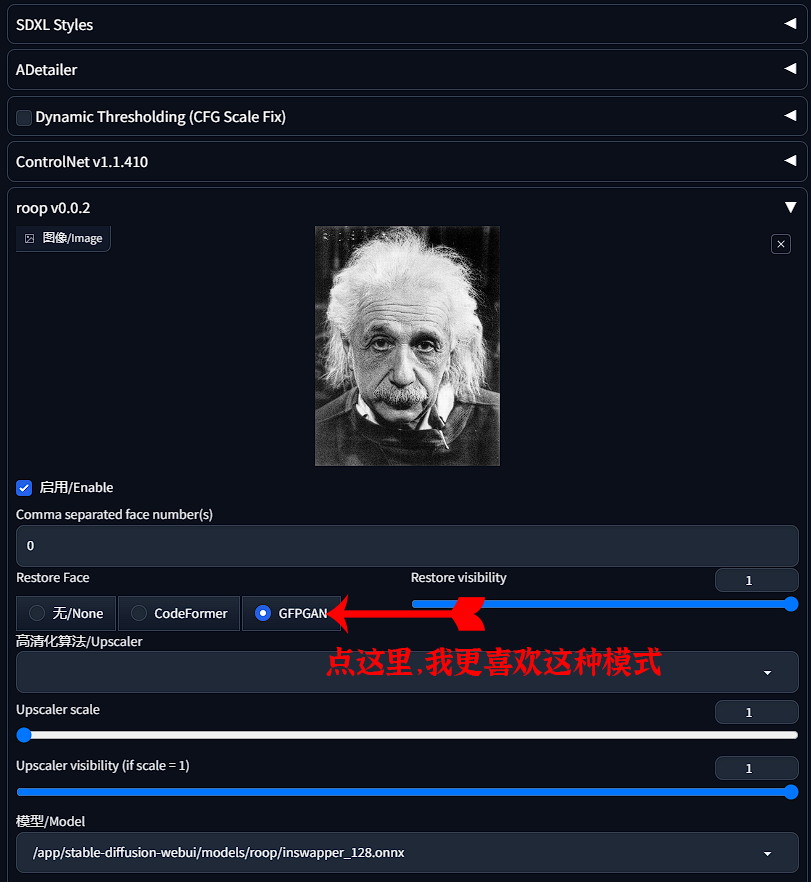 SDXL Styles
ADetailer
Dynamic Thresholding (CFG Scale Fix)
ControlNet v1.1.410
roop v0.0.2
图像/Image
启用/Enable
Comma separated face number(s)
0
Restore Face
Restore visibility
1
无/None
CodeFormer
GFPGAN
高清化算法/Upscaler
点这里,我更喜欢这种模式
Upscaler scale
1
Upscaler visibility (if scale = 1)
1
模型/Model
/app/stable-diffusion-webui/models/roop/inswapper_128.onnx